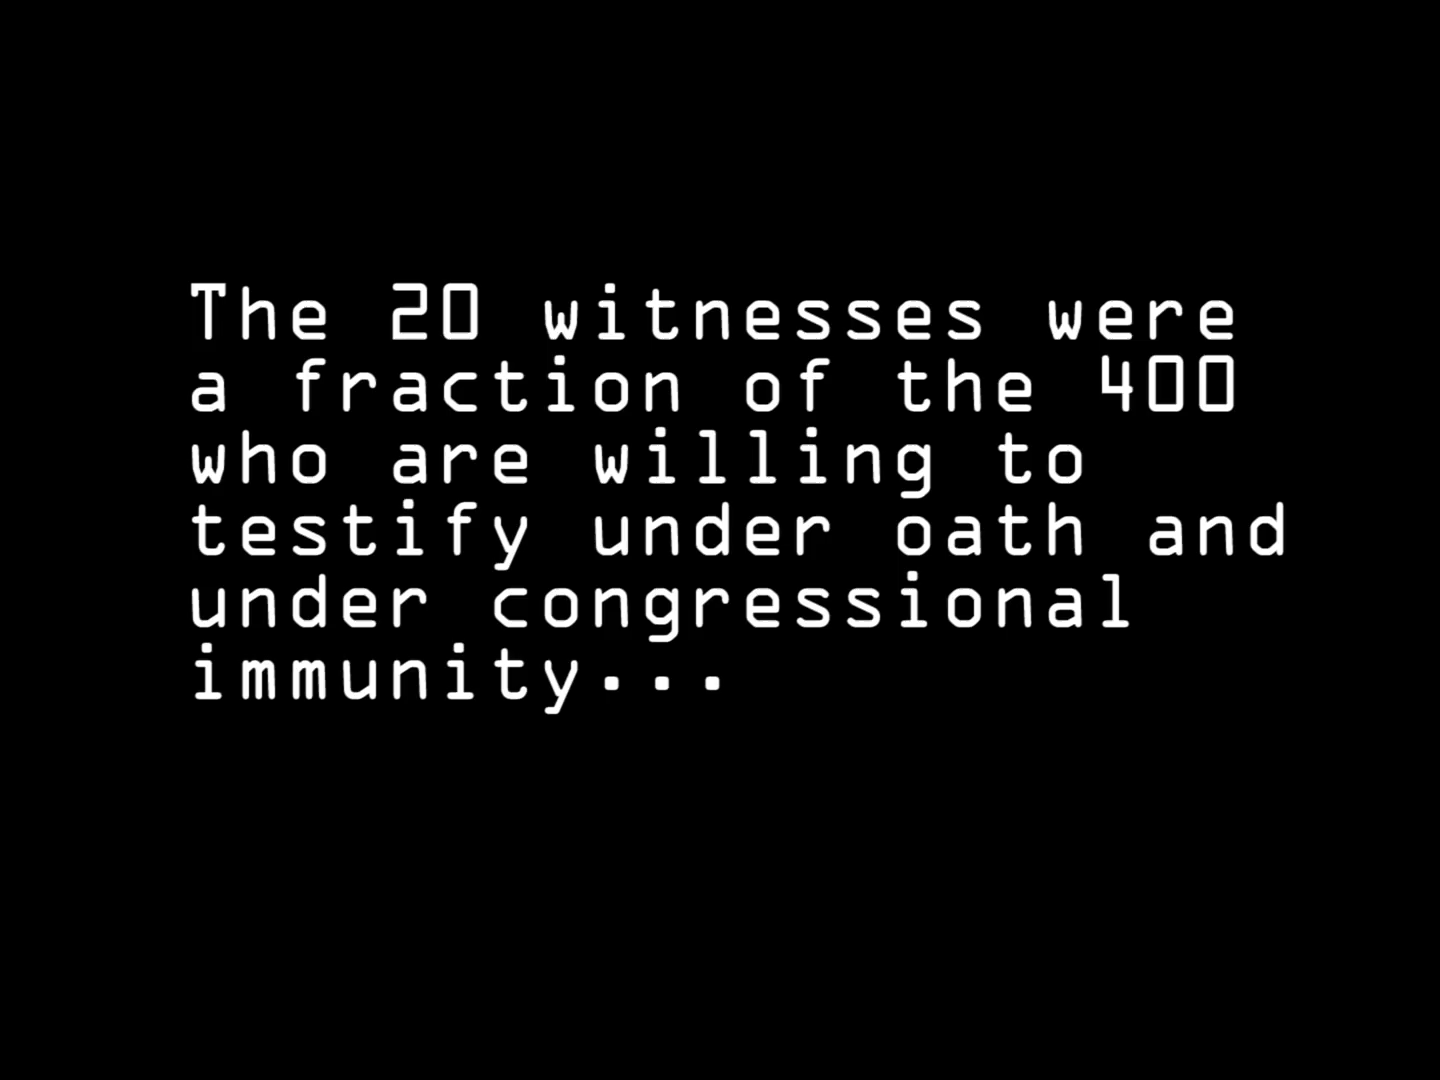 The 20 witnesses were
a fraction of the 400
who are willing to
testify under oath and
under congressional
immunity...